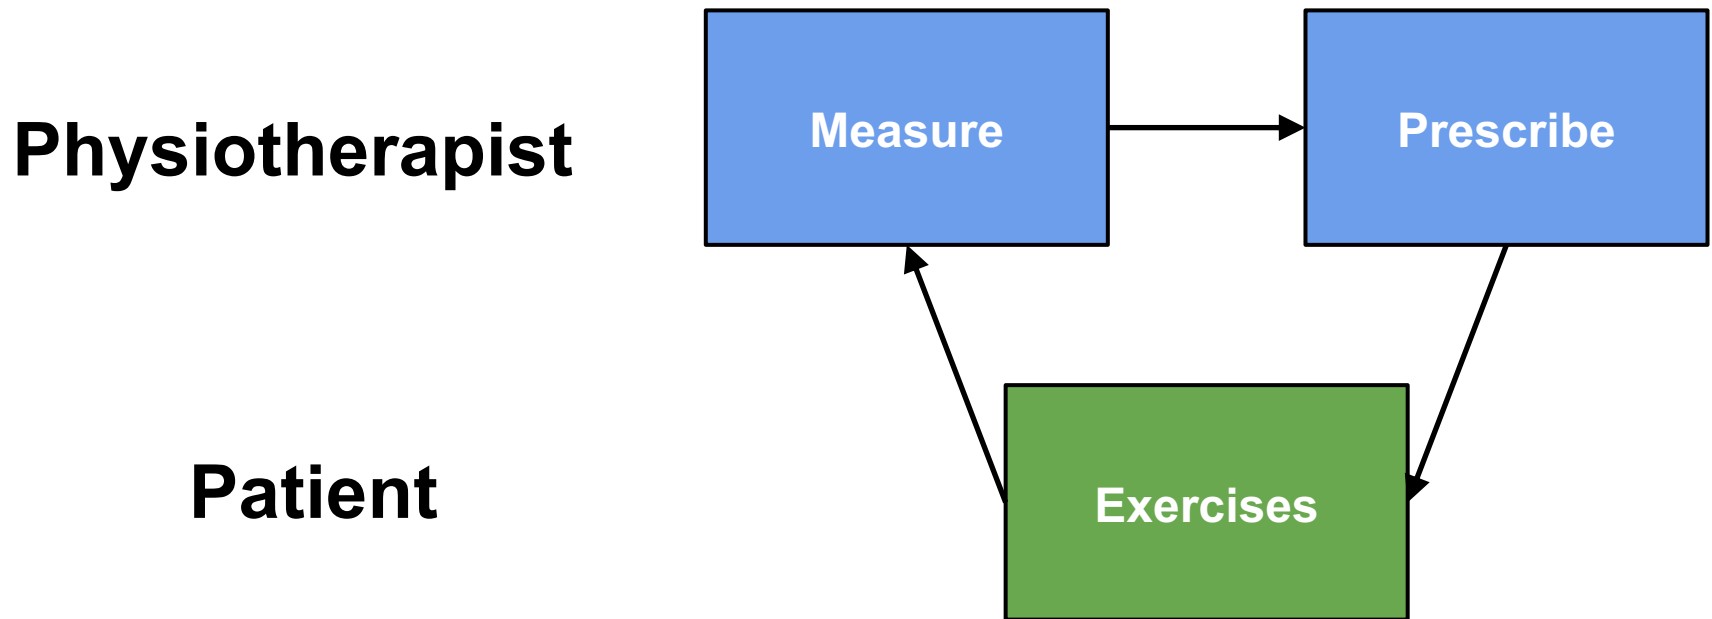 Physiotherapist
Measure
Prescribe
Patient
Exercises